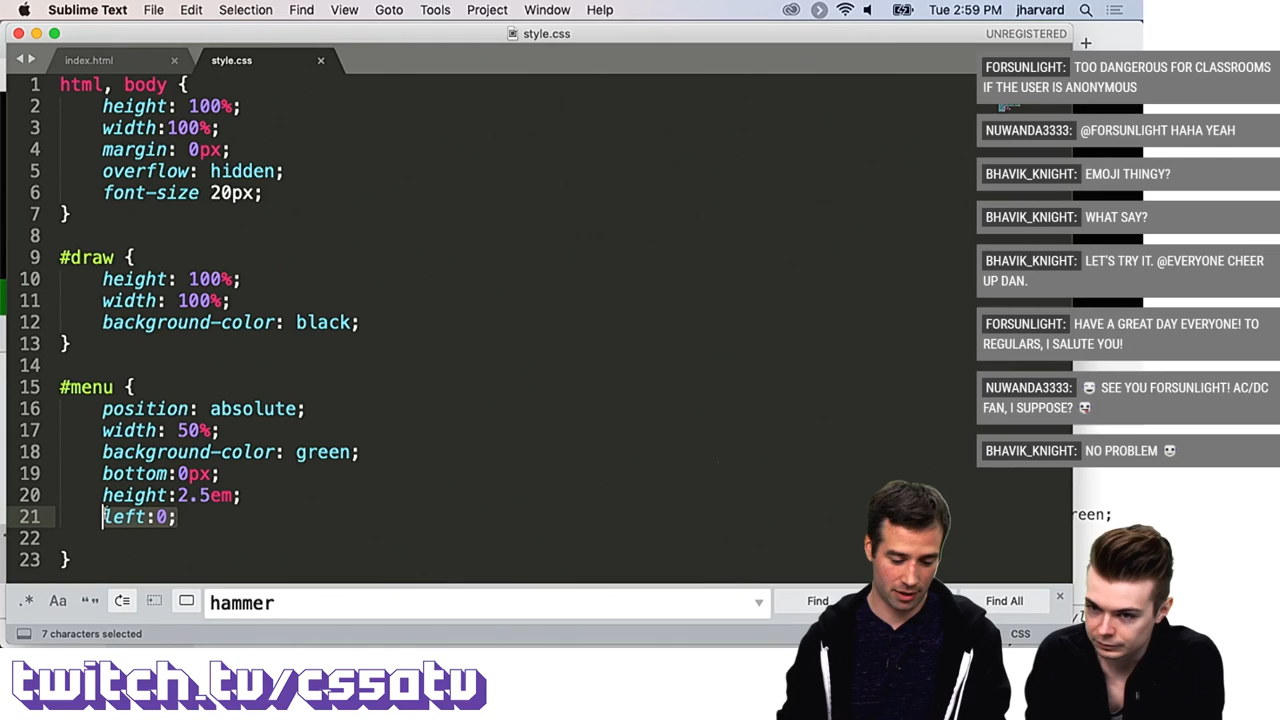 Sublime Text File Edit Selection Find View Goto Tools Project Window Help Tue 2:59 PM jharvard
style.css UNREGISTERED
index.html style.css
1 html, body {
2 height: 100%;
3 width:100%;
4 margin: 0px;
5 overflow: hidden;
6 font-size 20px;
7 }
8
9 #draw {
10 height: 100%;
11 width: 100%;
12 background-color: black;
13 }
14
15 #menu {
16 position: absolute;
17 width: 50%;
18 background-color: green;
19 bottom:0px;
20 height:2.5em;
21 left:0;
22
23 }
.* Aa “” hammer Find Find All
7 characters selected CSS
FORSUNLIGHT: TOO DANGEROUS FOR CLASSROOMS
IF THE USER IS ANONYMOUS
NUWANDA3333: @FORSUNLIGHT HAHA YEAH
BHAVIK_KNIGHT: EMOJI THINGY?
BHAVIK_KNIGHT: WHAT SAY?
BHAVIK_KNIGHT: LET'S TRY IT. @EVERYONE CHEER
UP DAN.
FORSUNLIGHT: HAVE A GREAT DAY EVERYONE! TO
REGULARS, I SALUTE YOU!
NUWANDA3333: SEE YOU FORSUNLIGHT! AC/DC
FAN, I SUPPOSE?
BHAVIK_KNIGHT: NO PROBLEM
twitch.tv/cs50tv